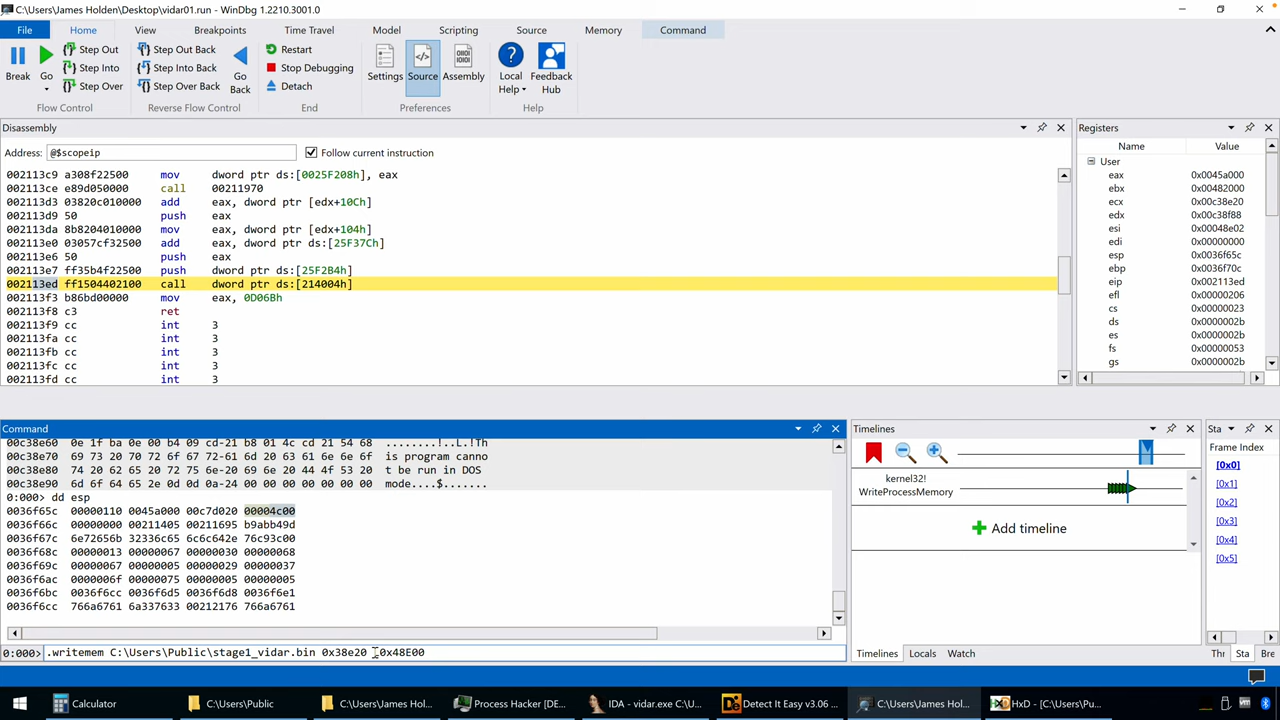 C:\Users\James Holden\Desktop\vidar01.run - WinDbg 1.2210.3001.0
File Home View Breakpoints Time Travel Model Scripting Source Memory Command
Break Go Step Out Step Into Step Over Step Out Back Step Into Back Step Over Back Go Back Restart Stop Debugging Detach Settings Source Assembly Local Help Feedback Hub
Flow Control Reverse Flow Control End Preferences Help
Disassembly
Address: @$scopeip Follow current instruction
002113c9 a308f22500 mov dword ptr ds:[0025F208h], eax
002113ce e89d050000 call 00211970
002113d3 03820c010000 add eax, dword ptr [edx+10Ch]
002113d9 50 push eax
002113da 8b8204010000 mov eax, dword ptr [edx+104h]
002113e0 03057cf32500 add eax, dword ptr ds:[25F37Ch]
002113e6 50 push eax
002113e7 ff35b4f22500 push dword ptr ds:[25F2B4h]
002113ed ff1504402100 call dword ptr ds:[214004h]
002113f3 b86bd00000 mov eax, 0D06Bh
002113f8 c3 ret
002113f9 cc int 3
002113fa cc int 3
002113fb cc int 3
002113fc cc int 3
002113fd cc int 3
Registers
Name Value
User
eax 0x0045a000
ebx 0x00482000
ecx 0x00c38e20
edx 0x00c38f88
esi 0x00048e02
edi 0x00000000
esp 0x0036f65c
ebp 0x0036f70c
eip 0x002113ed
efl 0x00000206
cs 0x00000023
ds 0x0000002b
es 0x0000002b
fs 0x00000053
gs 0x0000002b
Command
00c38e60 0e 1f ba 0e 00 b4 09 cd-21 b8 01 4c cd 21 54 68 ........!..L.!Th
00c38e70 69 73 20 70 72 6f 67 72-61 6d 20 63 61 6e 6e 6f is program canno
00c38e80 74 20 62 65 20 72 75 6e-20 69 6e 20 44 4f 53 20 t be run in DOS
00c38e90 6d 6f 64 65 2e 0d 0d 0a-24 00 00 00 00 00 00 00 mode....$.......
0:000> dd esp
0036f65c 00000110 0045a000 00c7d020 00004c00
0036f66c 00000000 00211405 00211695 b9abb49d
0036f67c 6e72656b 32336c65 6c6c642e 76c93c00
0036f68c 00000013 00000067 00000030 00000068
0036f69c 00000067 00000005 00000029 00000037
0036f6ac 0000006f 00000075 00000005 00000005
0036f6bc 0036f6cc 0036f6d5 0036f6d8 0036f6e1
0036f6cc 766a6761 6a337633 00212176 766a6761
0:000> .writemem C:\Users\Public\stage1_vidar.bin 0x38e20 0x48E00
Timelines
kernel32!
WriteProcessMemory
Add timeline
Timelines Locals Watch
Sta
Frame Index
[0x0]
[0x1]
[0x2]
[0x3]
[0x4]
[0x5]
Thr Sta Bre
Calculator C:\Users\Public C:\Users\James Hol... Process Hacker [DE... IDA - vidar.exe C:\U... Detect It Easy v3.06 ... C:\Users\James Hol... HxD - [C:\Users\Pu...